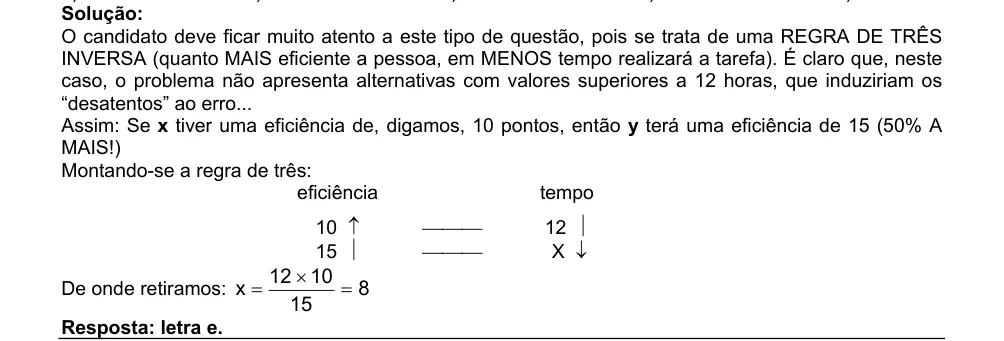 Solução:
O candidato deve ficar muito atento a este tipo de questão, pois se trata de uma REGRA DE TRÊS
INVERSA (quanto MAIS eficiente a pessoa, em MENOS tempo realizará a tarefa). É claro que, neste
caso, o problema não apresenta alternativas com valores superiores a 12 horas, que induziriam os
“desatentos” ao erro...
Assim: Se x tiver uma eficiência de, digamos, 10 pontos, então y terá uma eficiência de 15 (50% A
MAIS!)
Montando-se a regra de três:
eficiência tempo
10 ↑ ——— 12 |
15 | ——— X ↓
De onde retiramos: x = 12 × 10 / 15 = 8
Resposta: letra e.